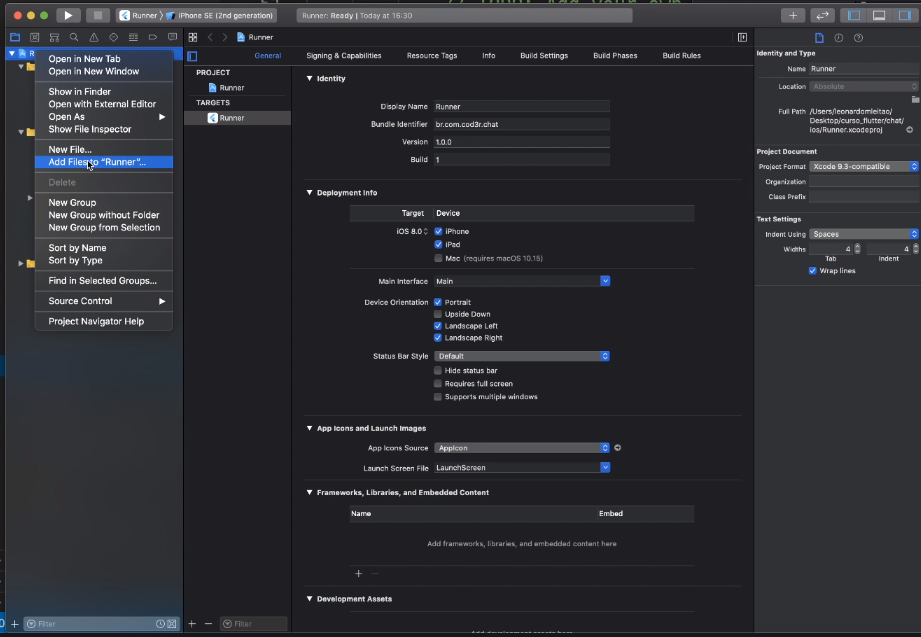 Runner
iPhone SE (2nd generation)
Runner: Ready | Today at 16:30
Runner
Open in New Tab
Open in New Window
Show in Finder
Open with External Editor
Open As
Show File Inspector
New File...
Add Files to “Runner”...
Delete
New Group
New Group without Folder
New Group from Selection
Sort by Name
Sort by Type
Find in Selected Groups...
Source Control
Project Navigator Help
Filter
PROJECT
Runner
TARGETS
Runner
Filter
General
Signing & Capabilities
Resource Tags
Info
Build Settings
Build Phases
Build Rules
Identity
Display Name Runner
Bundle Identifier br.com.cod3r.chat
Version 1.0.0
Build 1
Deployment Info
Target Device
iOS 8.0 iPhone
iPad
Mac (requires macOS 10.15)
Main Interface Main
Device Orientation Portrait
Upside Down
Landscape Left
Landscape Right
Status Bar Style Default
Hide status bar
Requires full screen
Supports multiple windows
App Icons and Launch Images
App Icons Source AppIcon
Launch Screen File LaunchScreen
Frameworks, Libraries, and Embedded Content
Name Embed
Add frameworks, libraries, and embedded content here
Development Assets
Identity and Type
Name Runner
Location Absolute
Full Path /Users/leonardomleitao/
Desktop/curso_flutter/chat/
ios/Runner.xcodeproj
Project Document
Project Format Xcode 9.3-compatible
Organization
Class Prefix
Text Settings
Indent Using Spaces
Widths 4 4
Tab Indent
Wrap lines